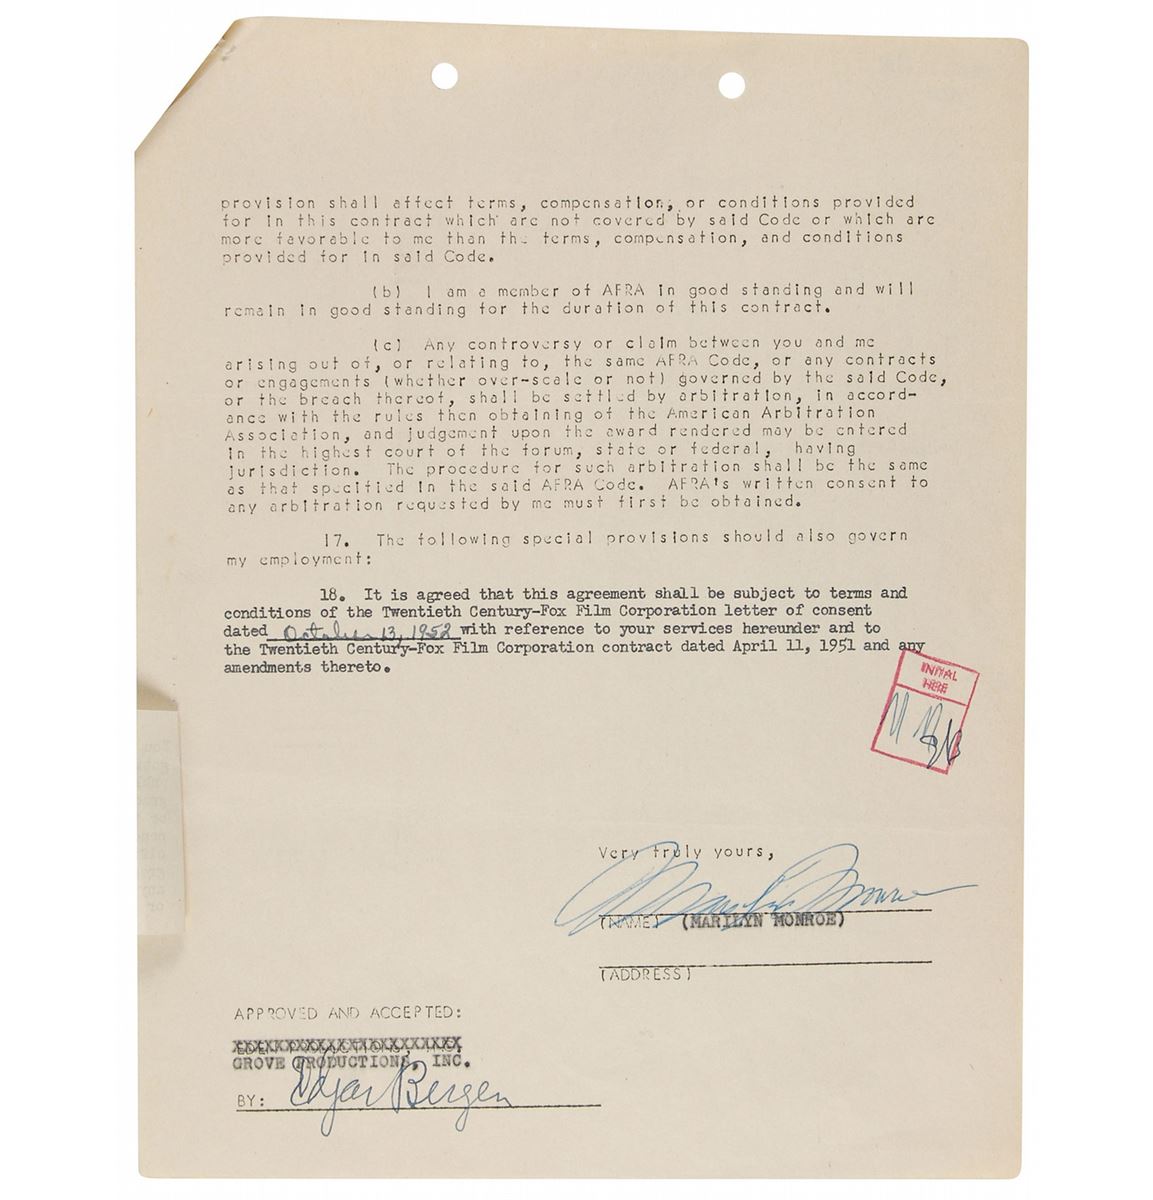 provision shall affect terms, compensation, or conditions provided
for in this contract which are not covered by said Code or which are
more favorable to me than the terms, compensation, and conditions
provided for in said Code.
(b) I am a member of AFRA in good standing and will
remain in good standing for the duration of this contract.
(c) Any controversy or claim between you and me
arising out of, or relating to, the same AFRA Code, or any contracts
or engagements (whether over-scale or not) governed by the said Code,
or the breach thereof, shall be settled by arbitration, in accord-
ance with the rules then obtaining of the American Arbitration
Association, and judgement upon the award rendered may be entered
in the highest court of the forum, state or federal, having
jurisdiction. The procedure for such arbitration shall be the same
as that specified in the said AFRA Code. AFRA's written consent to
any arbitration requested by me must first be obtained.
17. The following special provisions should also govern
my employment:
18. It is agreed that this agreement shall be subject to terms and
conditions of the Twentieth Century-Fox Film Corporation letter of consent
dated October 13, 1952 with reference to your services hereunder and to
the Twentieth Century-Fox Film Corporation contract dated April 11, 1951 and any
amendments thereto.
INITIAL
HERE
Very truly yours,
Marilyn Monroe
(NAME) (MARILYN MONROE)
(ADDRESS)
APPROVED AND ACCEPTED:
GROVE PRODUCTIONS, INC.
BY: Edgar Bergen